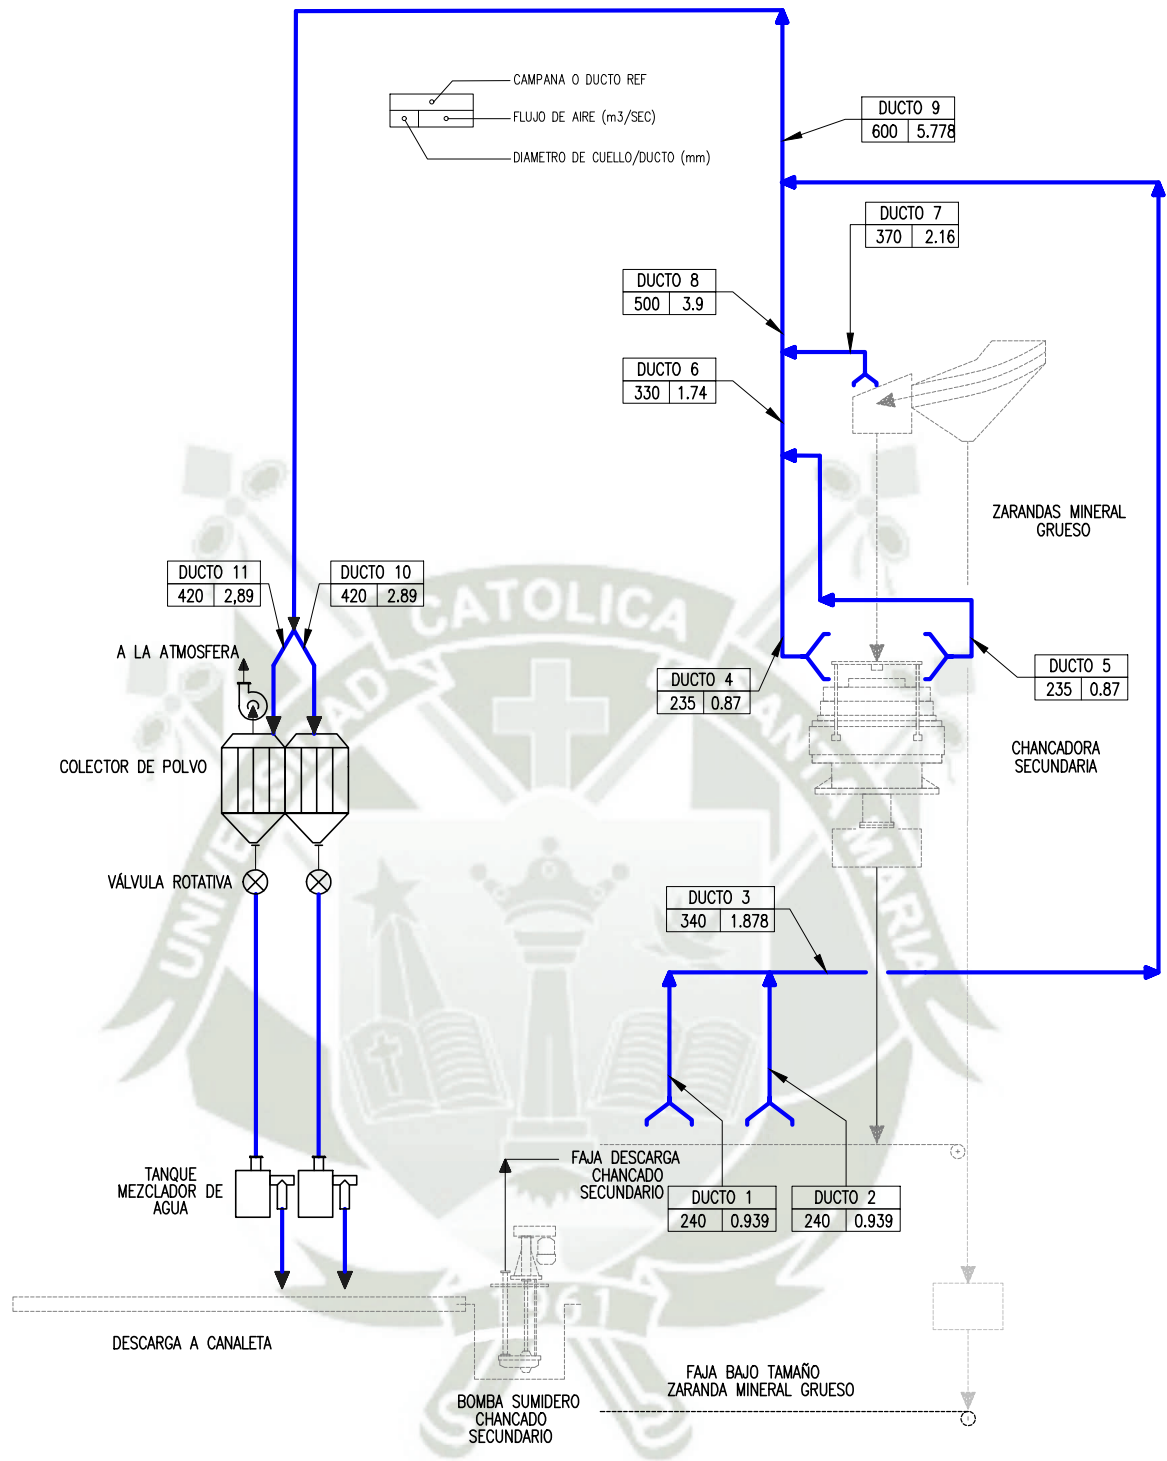 CAMPANA O DUCTO REF
FLUJO DE AIRE (m3/SEC)
DIAMETRO DE CUELLO/DUCTO (mm)
DUCTO 9
600 5.778
DUCTO 7
370 2.16
DUCTO 8
500 3.9
DUCTO 6
330 1.74
ZARANDAS MINERAL
GRUESO
DUCTO 11
420 2,89
DUCTO 10
420 2.89
A LA ATMOSFERA
DUCTO 4
235 0.87
DUCTO 5
235 0.87
COLECTOR DE POLVO
CHANCADORA
SECUNDARIA
VÁLVULA ROTATIVA
DUCTO 3
340 1.878
TANQUE
MEZCLADOR DE
AGUA
FAJA DESCARGA
CHANCADO
SECUNDARIO
DUCTO 1
240 0.939
DUCTO 2
240 0.939
DESCARGA A CANALETA
BOMBA SUMIDERO
CHANCADO
SECUNDARIO
FAJA BAJO TAMAÑO
ZARANDA MINERAL GRUESO
UNIVERSIDAD CATOLICA SANTA MARIA
1961